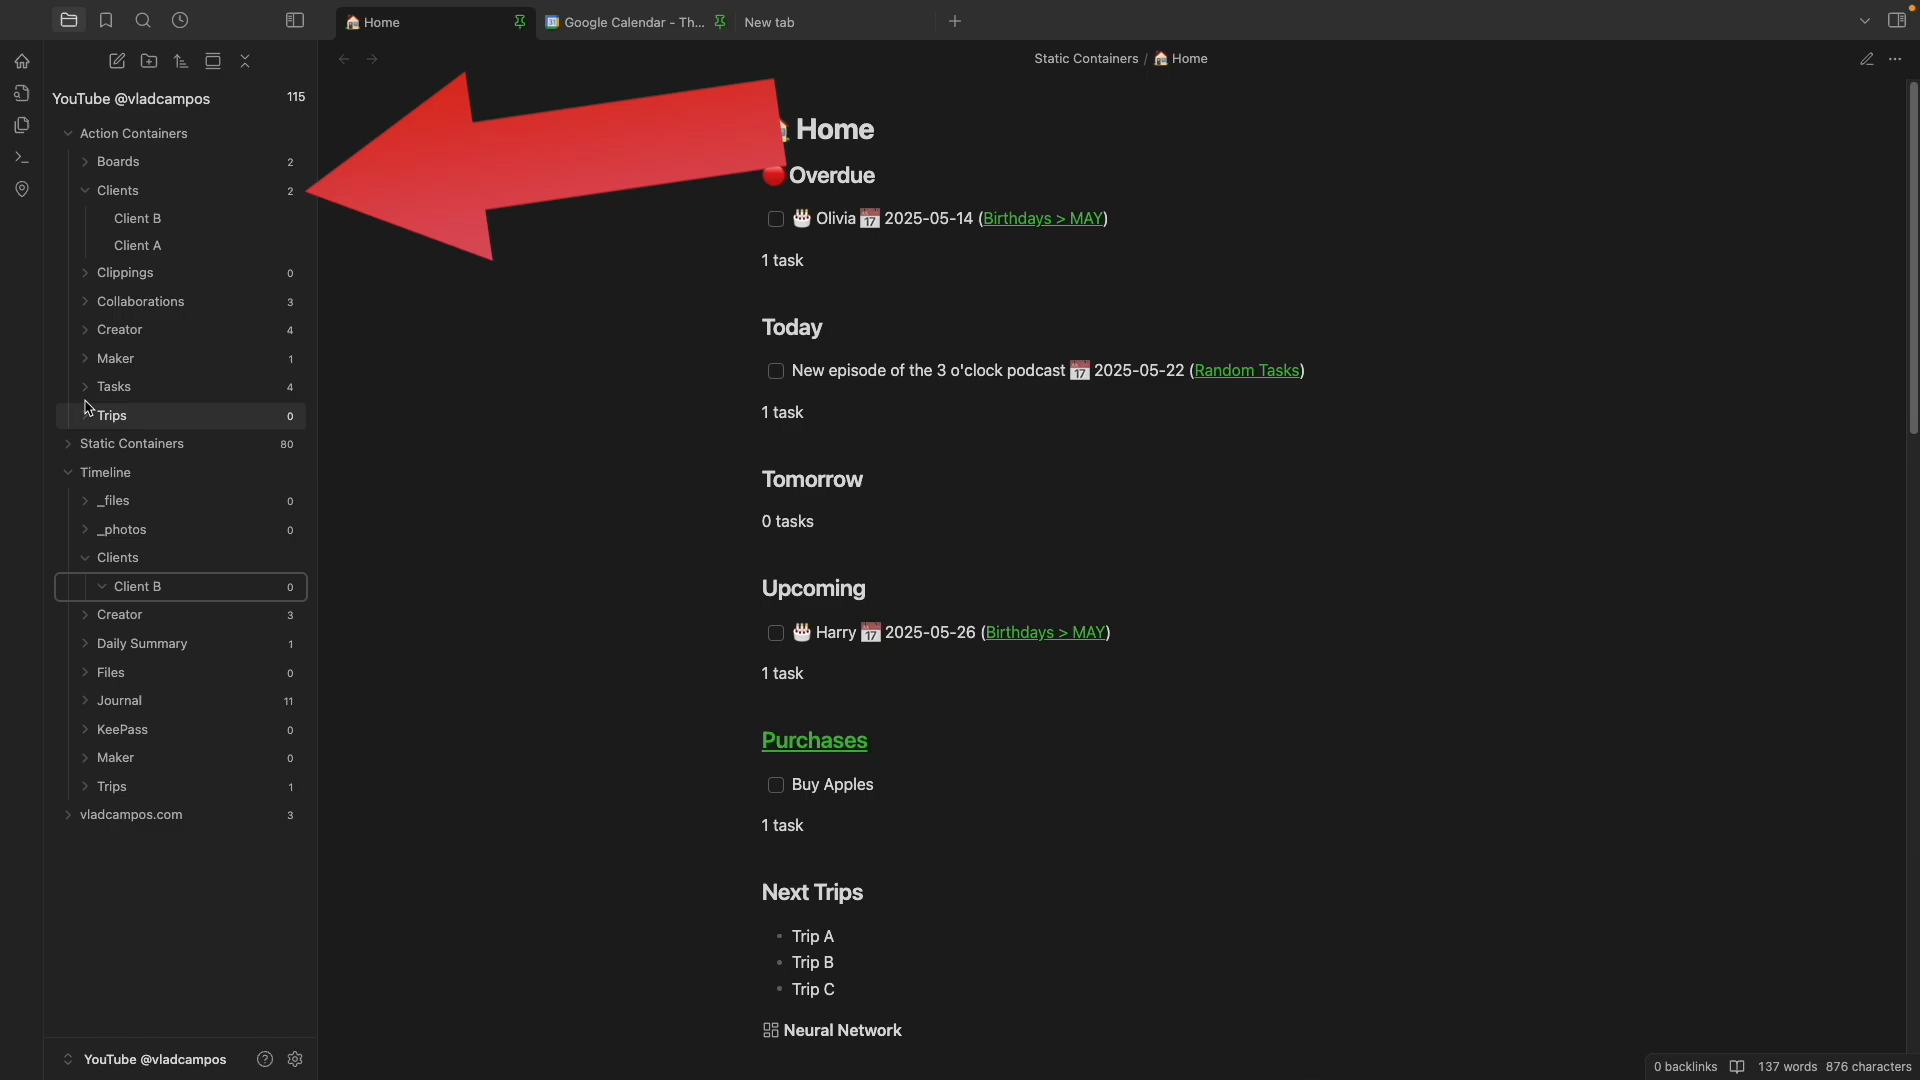 Home
Google Calendar - Th...
New tab
Static Containers / Home
YouTube @vladcampos 115
Action Containers
Boards 2
Clients 2
Client B
Client A
Clippings 0
Collaborations 3
Creator 4
Maker 1
Tasks 4
Trips 0
Static Containers 80
Timeline
_files 0
_photos 0
Clients
Client B 0
Creator 3
Daily Summary 1
Files 0
Journal 11
KeePass 0
Maker 0
Trips 1
vladcampos.com 3
YouTube @vladcampos
Home
Overdue
Olivia 📅 2025-05-14 (Birthdays > MAY)
1 task
Today
New episode of the 3 o'clock podcast 📅 2025-05-22 (Random Tasks)
1 task
Tomorrow
0 tasks
Upcoming
Harry 📅 2025-05-26 (Birthdays > MAY)
1 task
Purchases
Buy Apples
1 task
Next Trips
Trip A
Trip B
Trip C
Neural Network
0 backlinks 137 words 876 characters